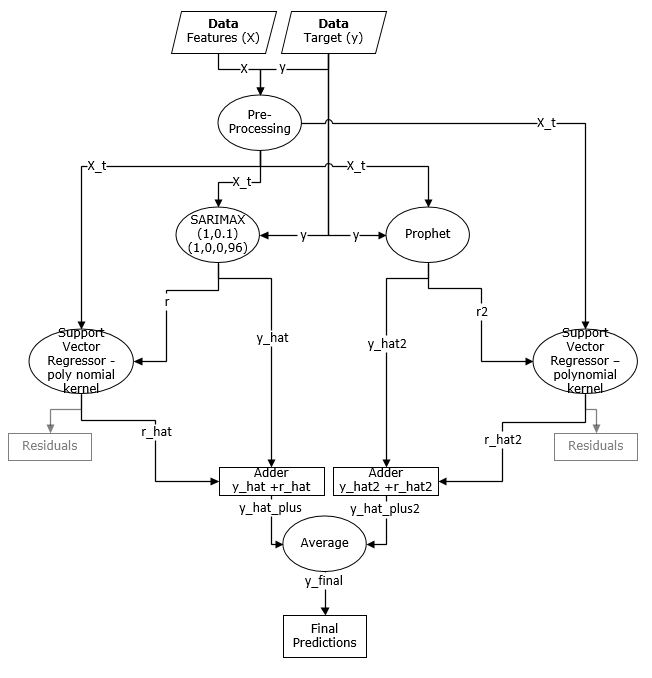 Data
Features (X)
Data
Target (y)
X
y
Pre-
Processing
X_t
X_t
X_t
X_t
SARIMAX
(1,0.1)
(1,0,0,96)
y
y
Prophet
r
r2
y_hat
y_hat2
Support
Vector
Regressor -
poly nomial
kernel
Support
Vector
Regressor –
polynomial
kernel
Residuals
r_hat
r_hat2
Residuals
Adder
y_hat +r_hat
Adder
y_hat2 +r_hat2
y_hat_plus
y_hat_plus2
Average
y_final
Final
Predictions